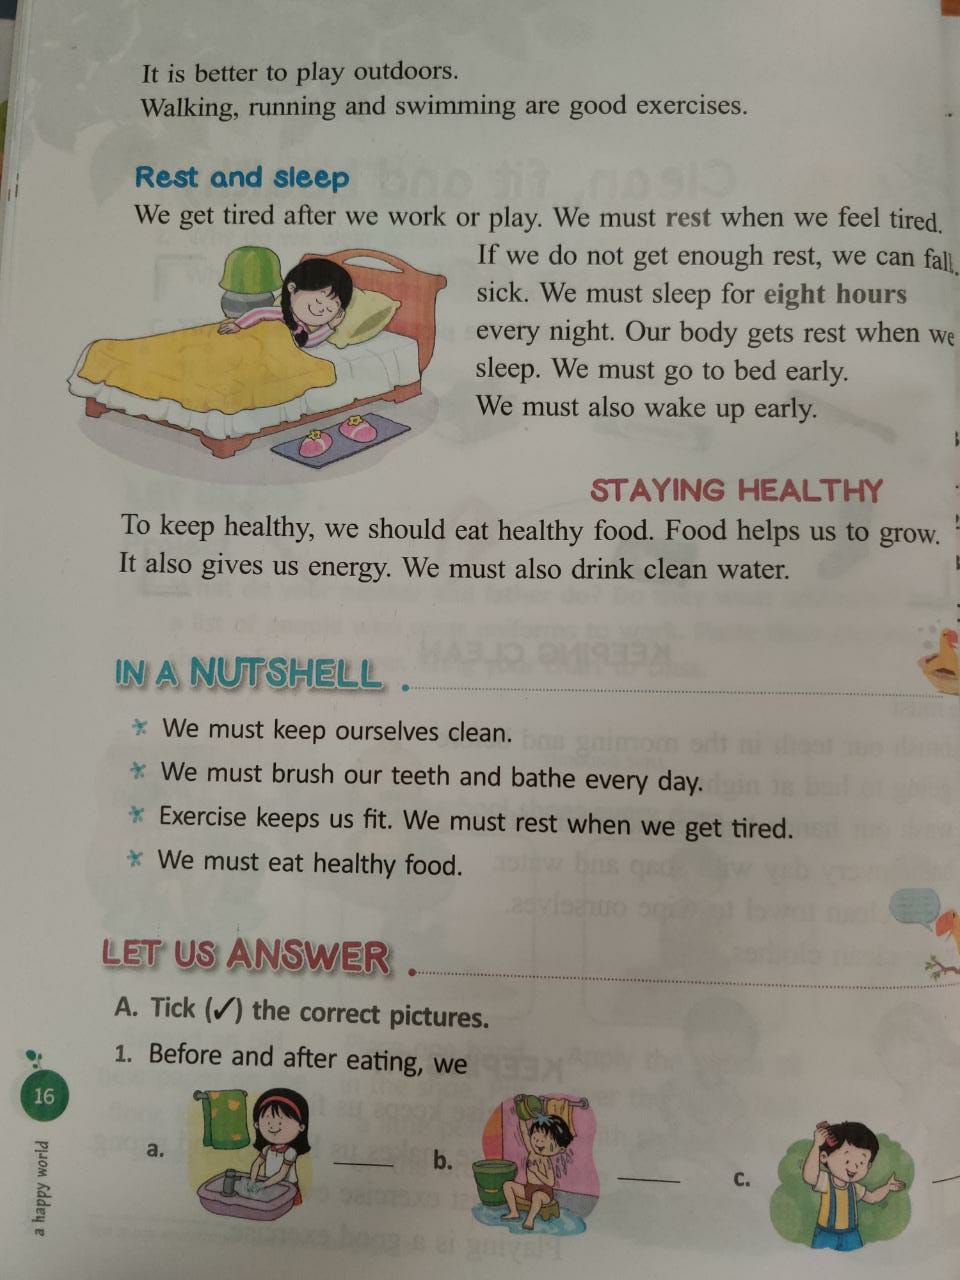 It is better to play outdoors.
Walking, running and swimming are good exercises.
Rest and sleep
We get tired after we work or play. We must rest when we feel tired.
If we do not get enough rest, we can fall
sick. We must sleep for eight hours
every night. Our body gets rest when we
sleep. We must go to bed early.
We must also wake up early.
STAYING HEALTHY
To keep healthy, we should eat healthy food. Food helps us to grow.
It also gives us energy. We must also drink clean water.
IN A NUTSHELL
We must keep ourselves clean.
We must brush our teeth and bathe every day.
Exercise keeps us fit. We must rest when we get tired.
We must eat healthy food.
LET US ANSWER
A. Tick (✓) the correct pictures.
1. Before and after eating, we
a. ____ b. ____ c. __
16
a happy world